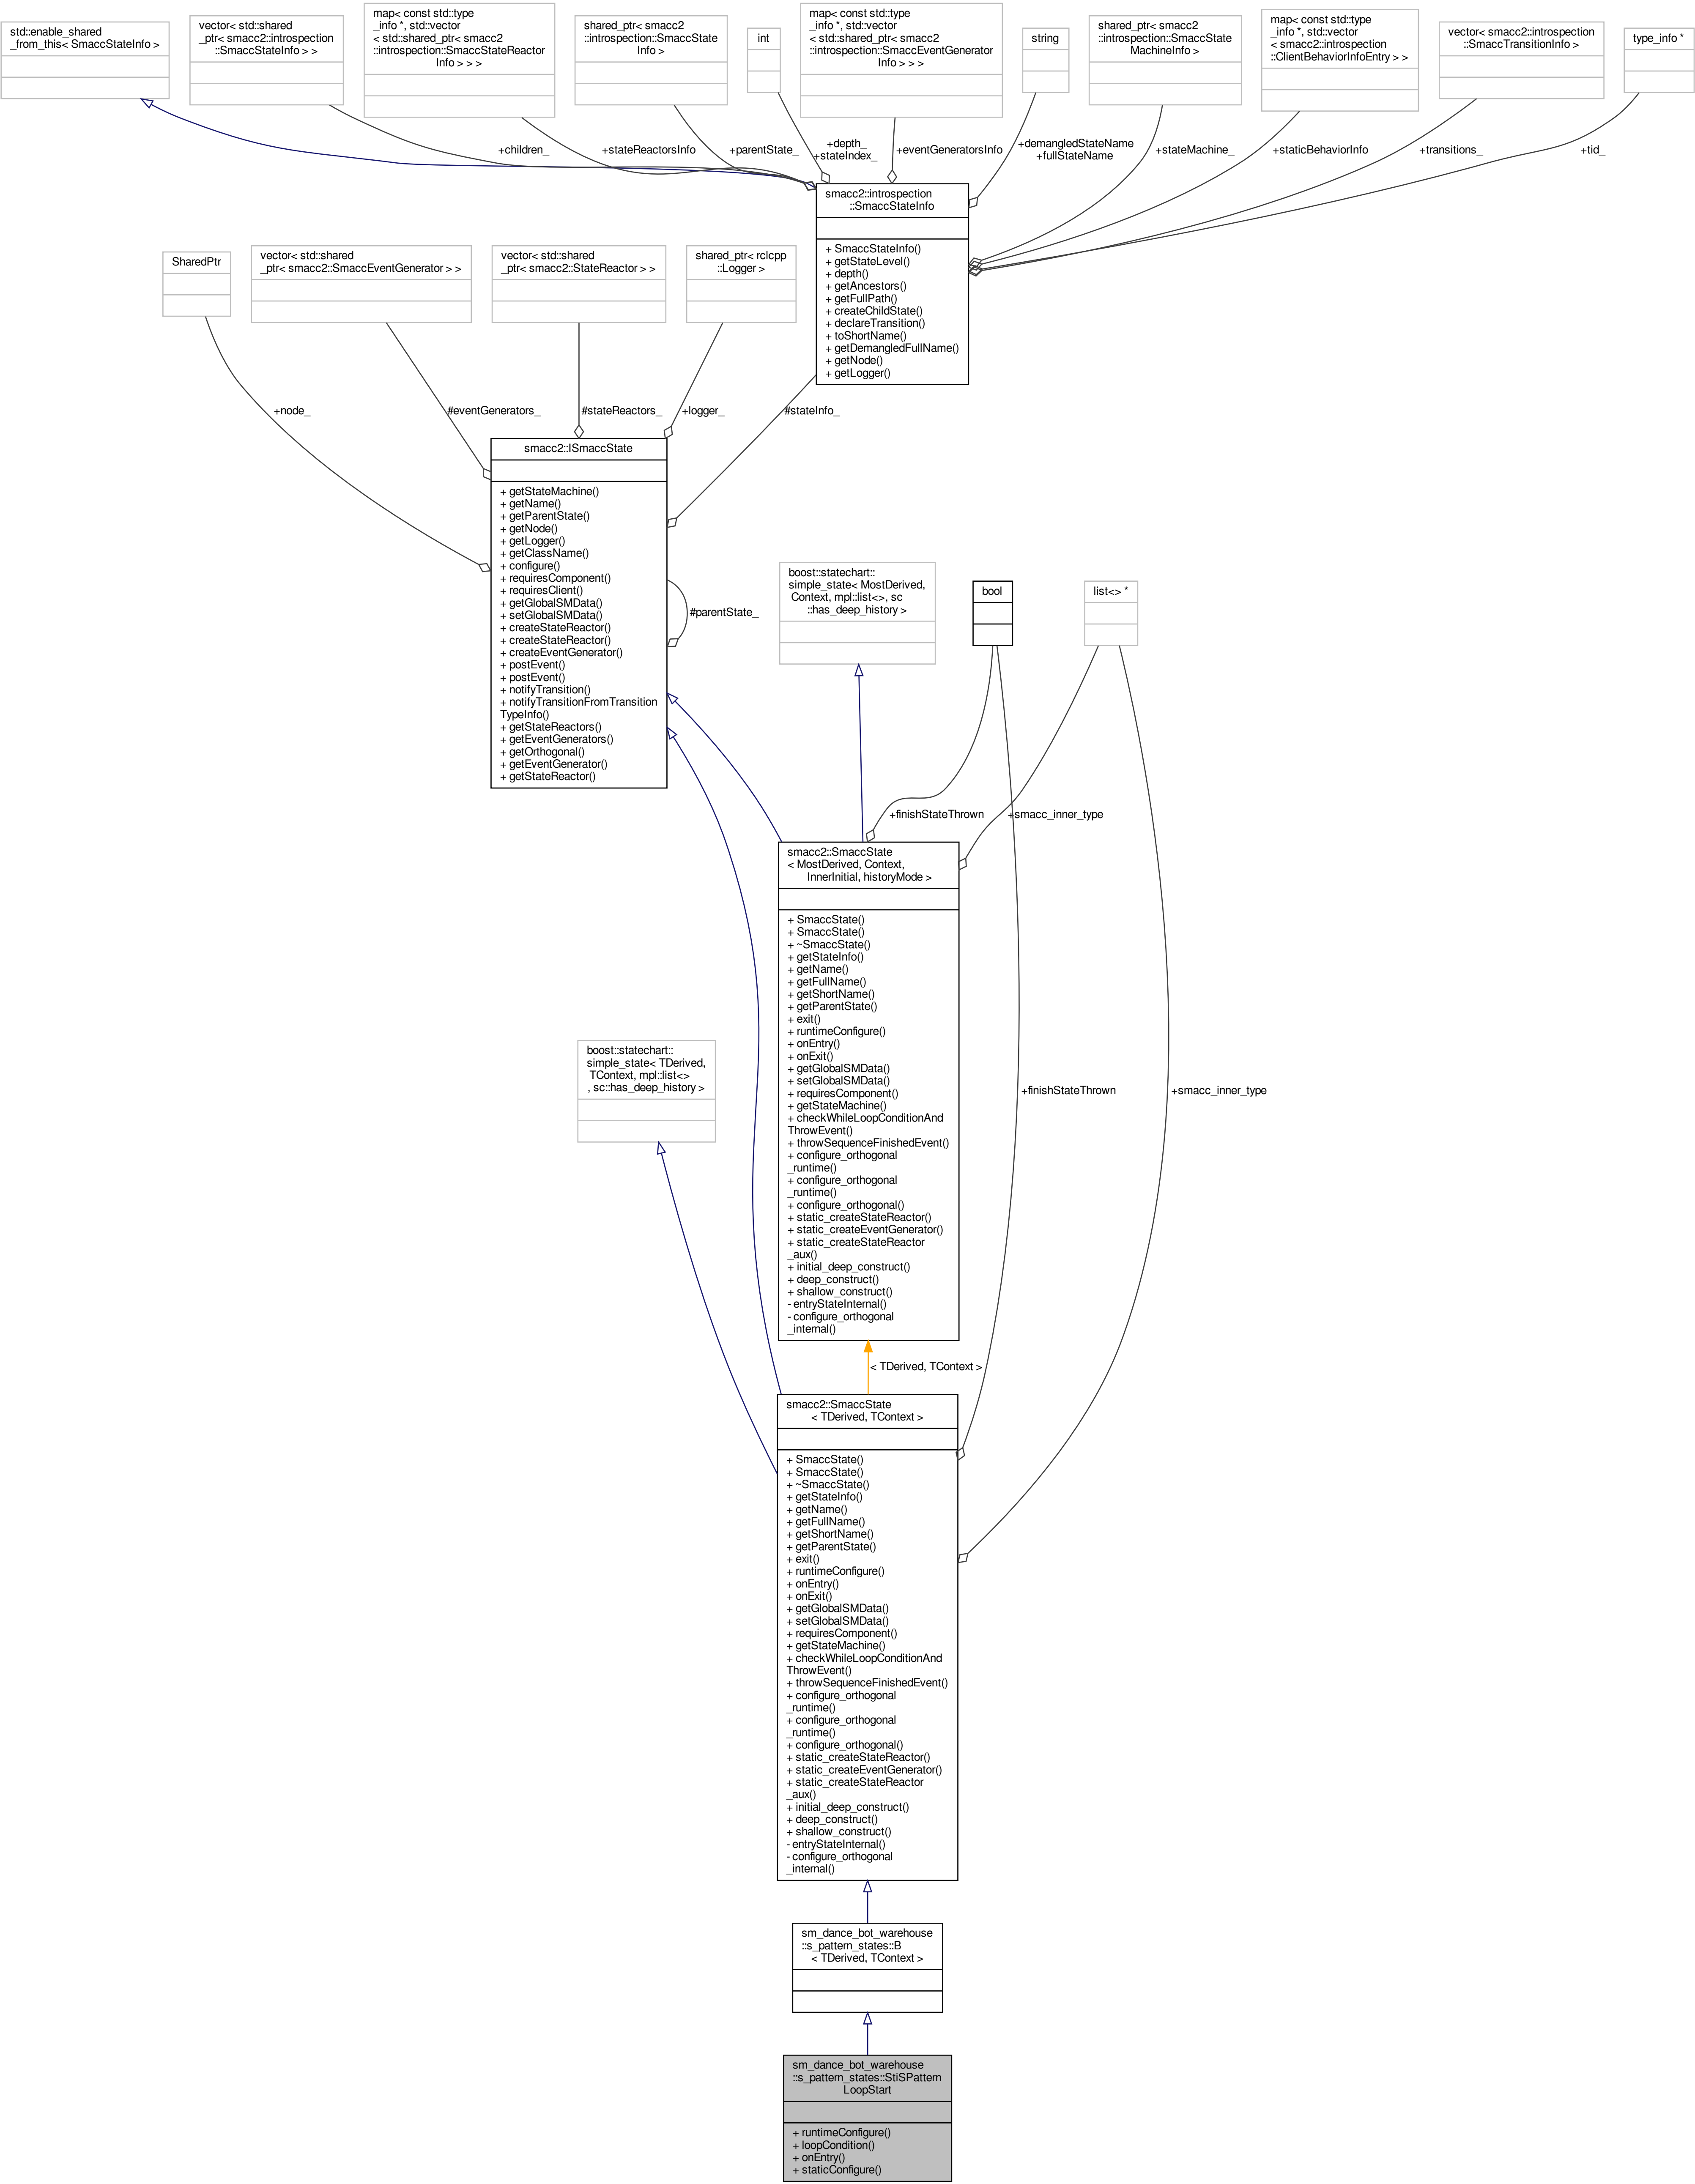 std::enable_shared
_from_this< SmaccStateInfo >
vector< std::shared
_ptr< smacc2::introspection
::SmaccStateInfo > >
map< const std::type
_info *, std::vector
< std::shared_ptr< smacc2
::introspection::SmaccStateReactor
Info > > >
shared_ptr< smacc2
::introspection::SmaccState
Info >
int
map< const std::type
_info *, std::vector
< std::shared_ptr< smacc2
::introspection::SmaccEventGenerator
Info > > >
string
shared_ptr< smacc2
::introspection::SmaccState
MachineInfo >
map< const std::type
_info *, std::vector
< smacc2::introspection
::ClientBehaviorInfoEntry > >
vector< smacc2::introspection
::SmaccTransitionInfo >
type_info *
+children_
+stateReactorsInfo
+parentState_
+depth_
+stateIndex_
+eventGeneratorsInfo
+demangledStateName
+fullStateName
+stateMachine_
+staticBehaviorInfo
+transitions_
+tid_
smacc2::introspection
::SmaccStateInfo
+ SmaccStateInfo()
+ getStateLevel()
+ depth()
+ getAncestors()
+ getFullPath()
+ createChildState()
+ declareTransition()
+ toShortName()
+ getDemangledFullName()
+ getNode()
+ getLogger()
SharedPtr
vector< std::shared
_ptr< smacc2::SmaccEventGenerator > >
vector< std::shared
_ptr< smacc2::StateReactor > >
shared_ptr< rclcpp
::Logger >
+node_
#eventGenerators_
#stateReactors_
+logger_
#stateInfo_
smacc2::ISmaccState
+ getStateMachine()
+ getName()
+ getParentState()
+ getNode()
+ getLogger()
+ getClassName()
+ configure()
+ requiresComponent()
+ requiresClient()
+ getGlobalSMData()
+ setGlobalSMData()
+ createStateReactor()
+ createStateReactor()
+ createEventGenerator()
+ postEvent()
+ postEvent()
+ notifyTransition()
+ notifyTransitionFromTransition
TypeInfo()
+ getStateReactors()
+ getEventGenerators()
+ getOrthogonal()
+ getEventGenerator()
+ getStateReactor()
#parentState_
boost::statechart::
simple_state< MostDerived,
Context, mpl::list<>, sc
::has_deep_history >
bool
list<> *
+finishStateThrown
+smacc_inner_type
smacc2::SmaccState
< MostDerived, Context,
InnerInitial, historyMode >
+ SmaccState()
+ SmaccState()
+ ~SmaccState()
+ getStateInfo()
+ getName()
+ getFullName()
+ getShortName()
+ getParentState()
+ exit()
+ runtimeConfigure()
+ onEntry()
+ onExit()
+ getGlobalSMData()
+ setGlobalSMData()
+ requiresComponent()
+ getStateMachine()
+ checkWhileLoopConditionAnd
ThrowEvent()
+ throwSequenceFinishedEvent()
+ configure_orthogonal
_runtime()
+ configure_orthogonal
_runtime()
+ configure_orthogonal()
+ static_createStateReactor()
+ static_createEventGenerator()
+ static_createStateReactor
_aux()
+ initial_deep_construct()
+ deep_construct()
+ shallow_construct()
- entryStateInternal()
- configure_orthogonal
_internal()
boost::statechart::
simple_state< TDerived,
TContext, mpl::list<>
, sc::has_deep_history >
+finishStateThrown
+smacc_inner_type
< TDerived, TContext >
smacc2::SmaccState
< TDerived, TContext >
+ SmaccState()
+ SmaccState()
+ ~SmaccState()
+ getStateInfo()
+ getName()
+ getFullName()
+ getShortName()
+ getParentState()
+ exit()
+ runtimeConfigure()
+ onEntry()
+ onExit()
+ getGlobalSMData()
+ setGlobalSMData()
+ requiresComponent()
+ getStateMachine()
+ checkWhileLoopConditionAnd
ThrowEvent()
+ throwSequenceFinishedEvent()
+ configure_orthogonal
_runtime()
+ configure_orthogonal
_runtime()
+ configure_orthogonal()
+ static_createStateReactor()
+ static_createEventGenerator()
+ static_createStateReactor
_aux()
+ initial_deep_construct()
+ deep_construct()
+ shallow_construct()
- entryStateInternal()
- configure_orthogonal
_internal()
sm_dance_bot_warehouse
::s_pattern_states::B
< TDerived, TContext >
sm_dance_bot_warehouse
::s_pattern_states::StiSPattern
LoopStart
+ runtimeConfigure()
+ loopCondition()
+ onEntry()
+ staticConfigure()